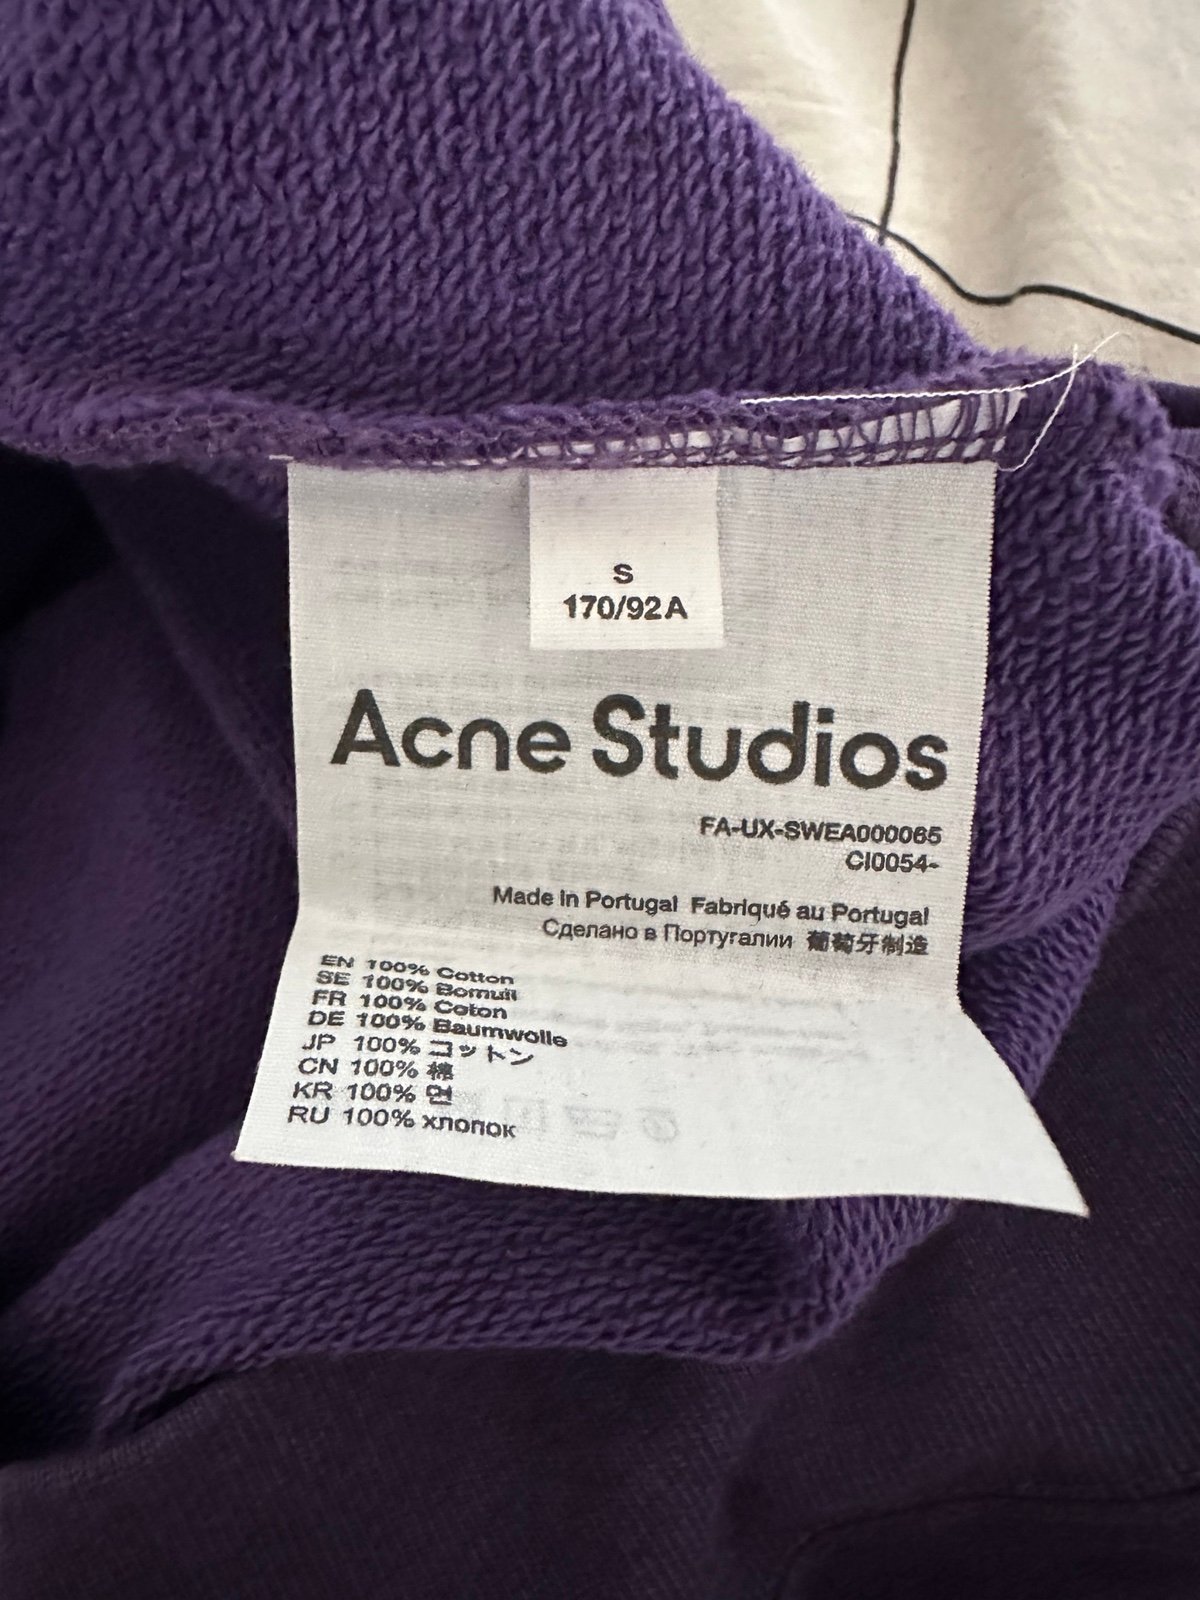 S
170/92A
Acne Studios
FA-UX-SWEA000065
CI0054-
Made in Portugal Fabriqué au Portugal
Сделано в Португалии 葡萄牙制造
EN 100% Cotton
SE 100% Bomull
FR 100% Coton
DE 100% Baumwolle
JP 100% コットン
CN 100% 棉
KR 100% 면
RU 100% хлопок